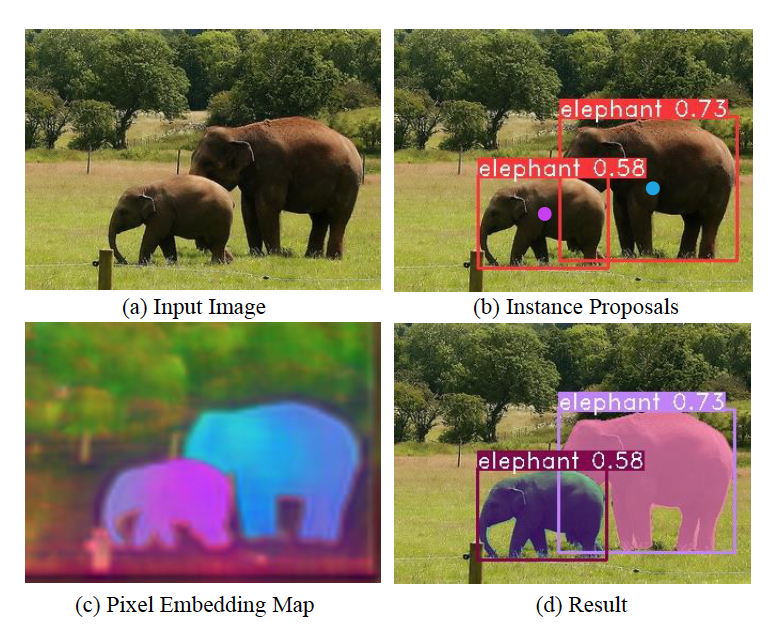 elephant 0.73
elephant 0.58
(a) Input Image
(b) Instance Proposals
elephant 0.73
elephant 0.58
(c) Pixel Embedding Map
(d) Result